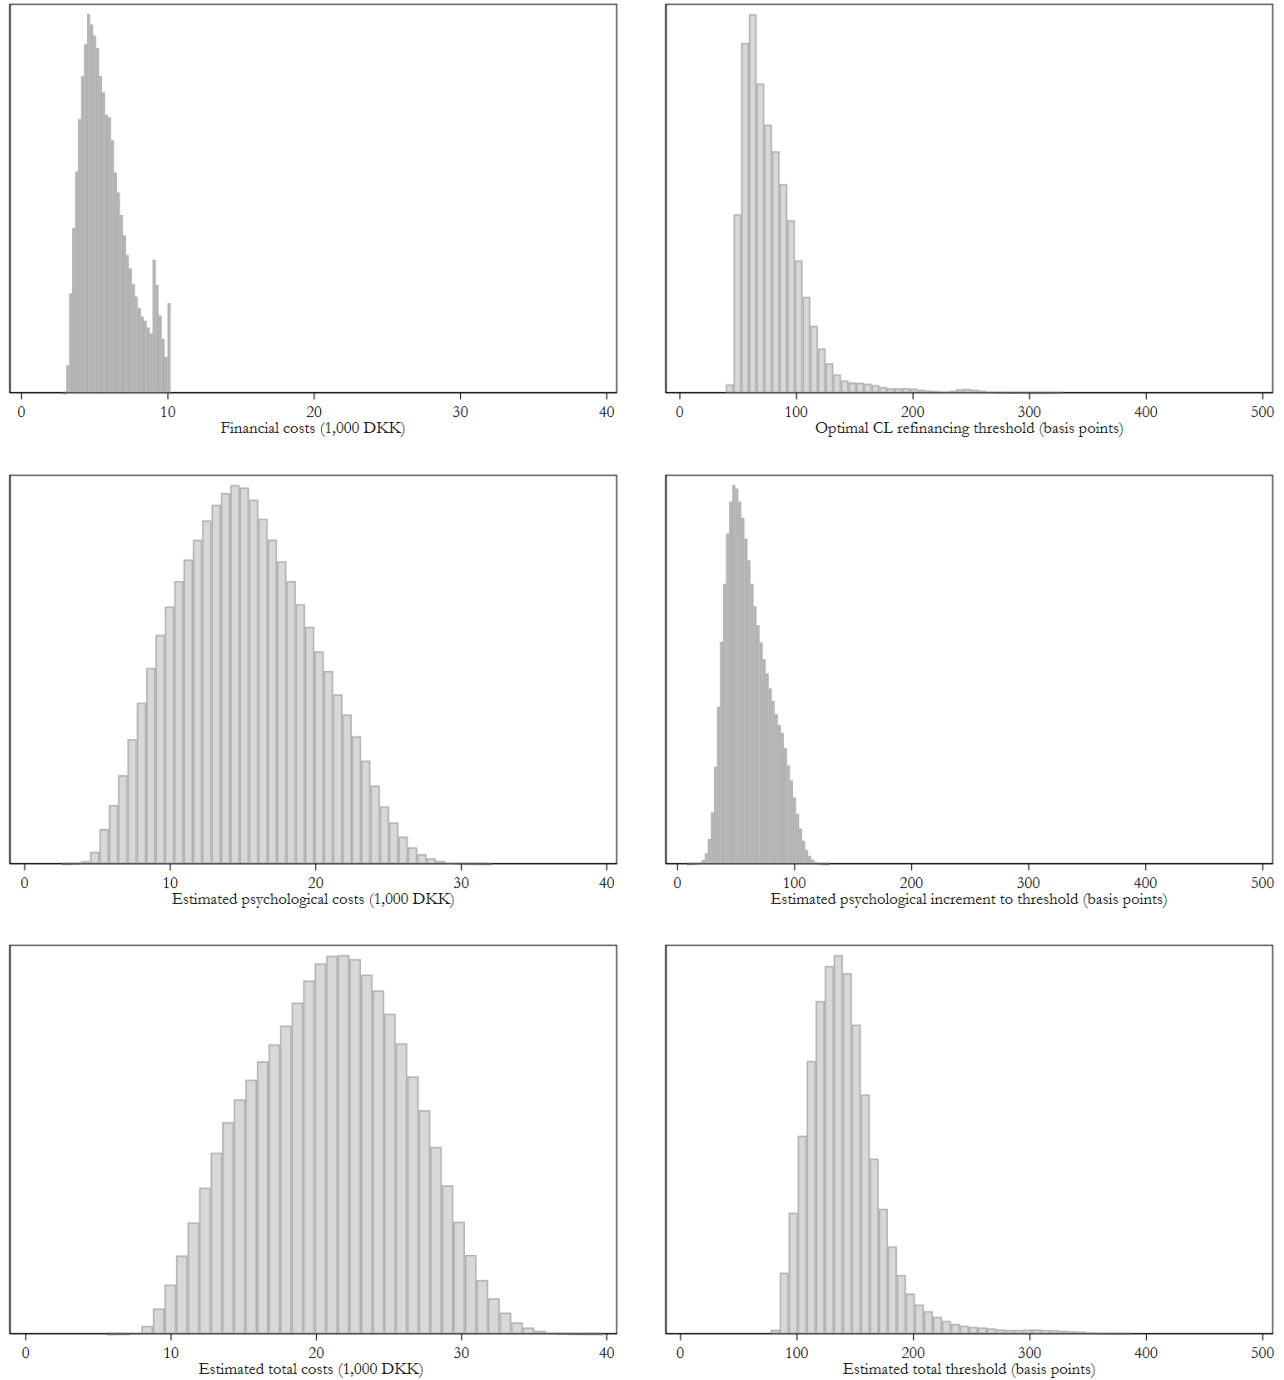 0 10 20 30 40
Financial costs (1,000 DKK)
0 100 200 300 400 500
Optimal CL refinancing threshold (basis points)
0 10 20 30 40
Estimated psychological costs (1,000 DKK)
0 100 200 300 400 500
Estimated psychological increment to threshold (basis points)
0 10 20 30 40
Estimated total costs (1,000 DKK)
0 100 200 300 400 500
Estimated total threshold (basis points)